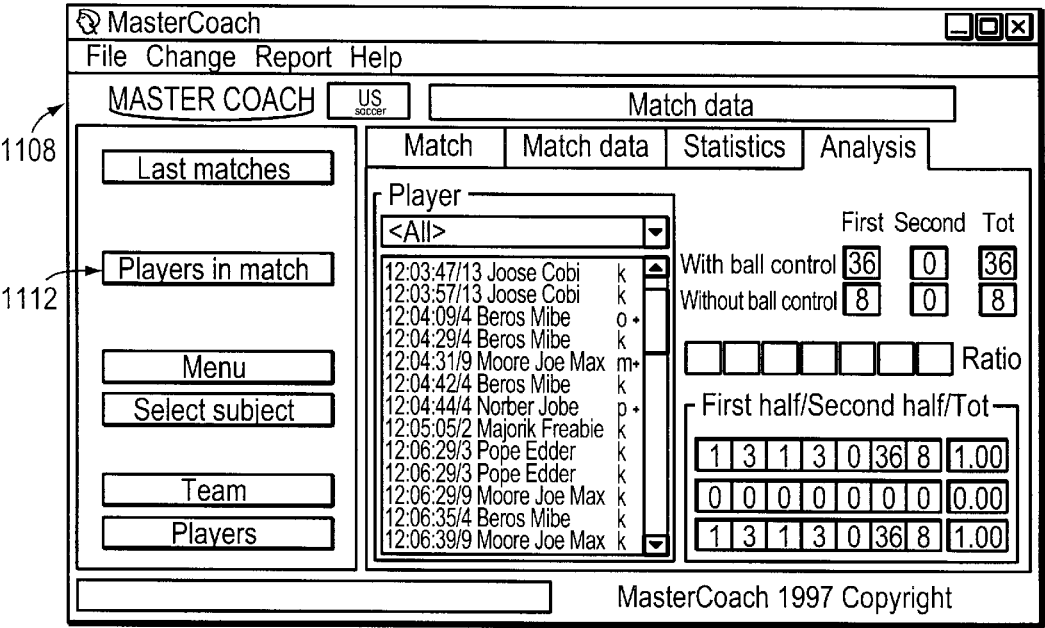 MasterCoach
File Change Report Help
MASTER COACH US soccer Match data
1108
Last matches
Players in match
1112
Menu
Select subject
Team
Players
Match Match data Statistics Analysis
Player
<All>
12:03:47/13 Joose Cobi k
12:03:57/13 Joose Cobi k
12:04:09/4 Beros Mibe o +
12:04:29/4 Beros Mibe k
12:04:31/9 Moore Joe Max m+
12:04:42/4 Beros Mibe k
12:04:44/4 Norber Jobe p +
12:05:05/2 Majorik Freabie k
12:06:29/3 Pope Edder k
12:06:29/3 Pope Edder k
12:06:29/9 Moore Joe Max k
12:06:35/4 Beros Mibe k
12:06:39/9 Moore Joe Max k
First Second Tot
With ball control 36 0 36
Without ball control 8 0 8
Ratio
First half/Second half/Tot
1 3 1 3 0 36 8 1.00
0 0 0 0 0 0 0 0.00
1 3 1 3 0 36 8 1.00
MasterCoach 1997 Copyright